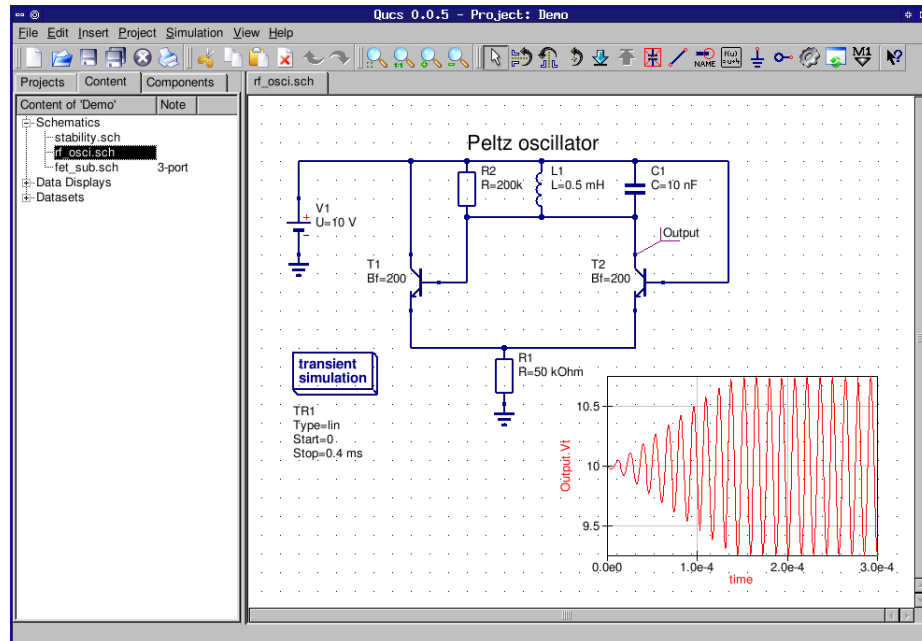 Qucs 0.0.5 - Project: Demo
File Edit Insert Project Simulation View Help
1:1 NAME f(u) =u+4 M1
Projects Content Components
rf_osci.sch
Content of 'Demo' Note
Schematics
stability.sch
rf_osci.sch
fet_sub.sch 3-port
Data Displays
Datasets
Peltz oscillator
R2
R=200k
L1
L=0.5 mH
C1
C=10 nF
V1
U=10 V
Output
T1
Bf=200
T2
Bf=200
R1
R=50 kOhm
transient
simulation
TR1
Type=lin
Start=0
Stop=0.4 ms
Output.Vt
10.5
10
9.5
0.0e0 1.0e-4 2.0e-4 3.0e-4
time